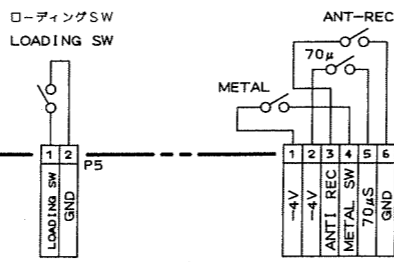 ローディングSW
LOADING SW
ANT-REC
70μ
METAL
1 2
P5
LOADING SW
GND
1 2 3 4 5 6
-4V
-4V
ANTI REC
METAL SW
70μS
GND